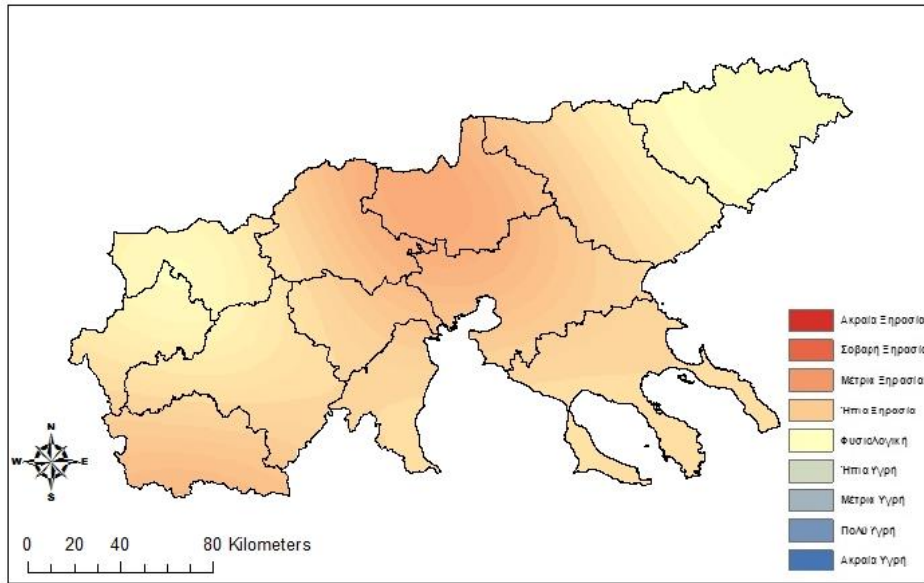 Ακραία Ξηρασία
Σοβαρή Ξηρασία
Μέτρια Ξηρασία
Ήπια Ξηρασία
Φυσιολογική
Ήπια Υγρή
Μέτρια Υγρή
Πολύ Υγρή
Ακραία Υγρή
N
W E
S
0 20 40 80 Kilometers